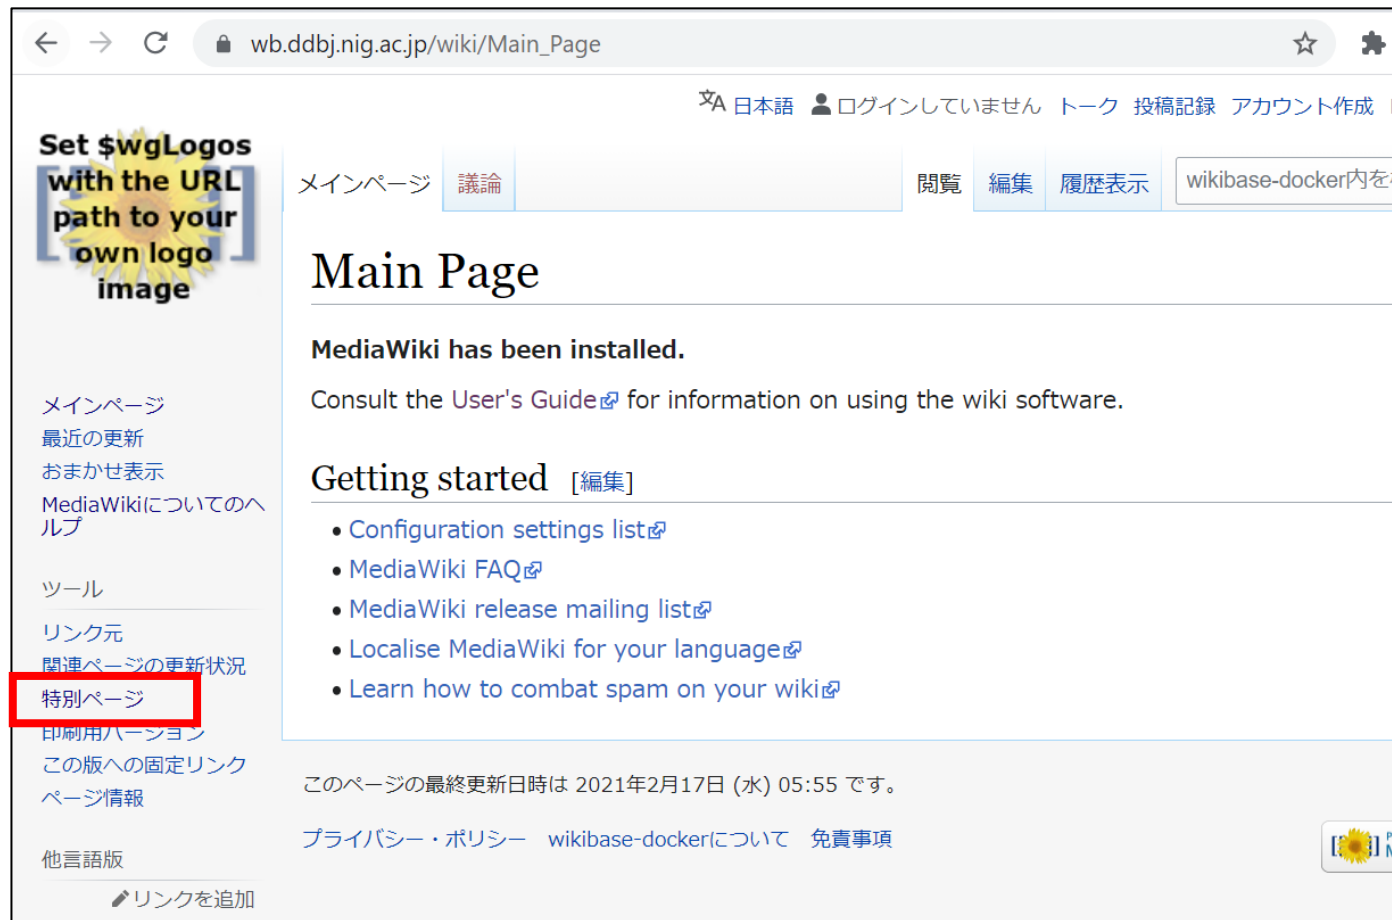 wb.ddbj.nig.ac.jp/wiki/Main_Page
日本語 ログインしていません トーク 投稿記録 アカウント作成
Set $wgLogos
with the URL
path to your
own logo
image
メインページ 議論 閲覧 編集 履歴表示 wikibase-docker内を
Main Page
MediaWiki has been installed.
Consult the User's Guide for information on using the wiki software.
Getting started [編集]
• Configuration settings list
• MediaWiki FAQ
• MediaWiki release mailing list
• Localise MediaWiki for your language
• Learn how to combat spam on your wiki
メインページ
最近の更新
おまかせ表示
MediaWikiについてのヘ
ルプ
ツール
リンク元
関連ページの更新状況
特別ページ
印刷用バージョン
この版への固定リンク
ページ情報
他言語版
リンクを追加
このページの最終更新日時は 2021年2月17日 (水) 05:55 です。
プライバシー・ポリシー wikibase-dockerについて 免責事項